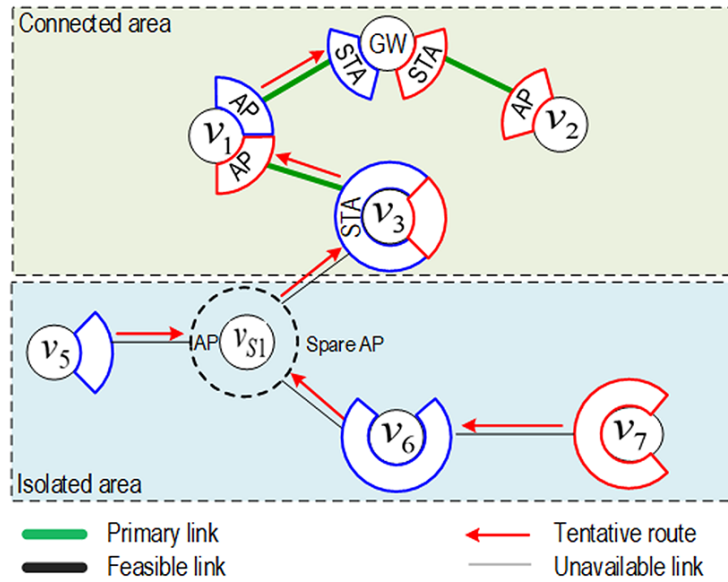 Connected area
GW
STA
STA
AP
AP
v1
v2
AP
STA
v3
v5
AP
vS1
Spare AP
v6
v7
Isolated area
Primary link
Tentative route
Feasible link
Unavailable link